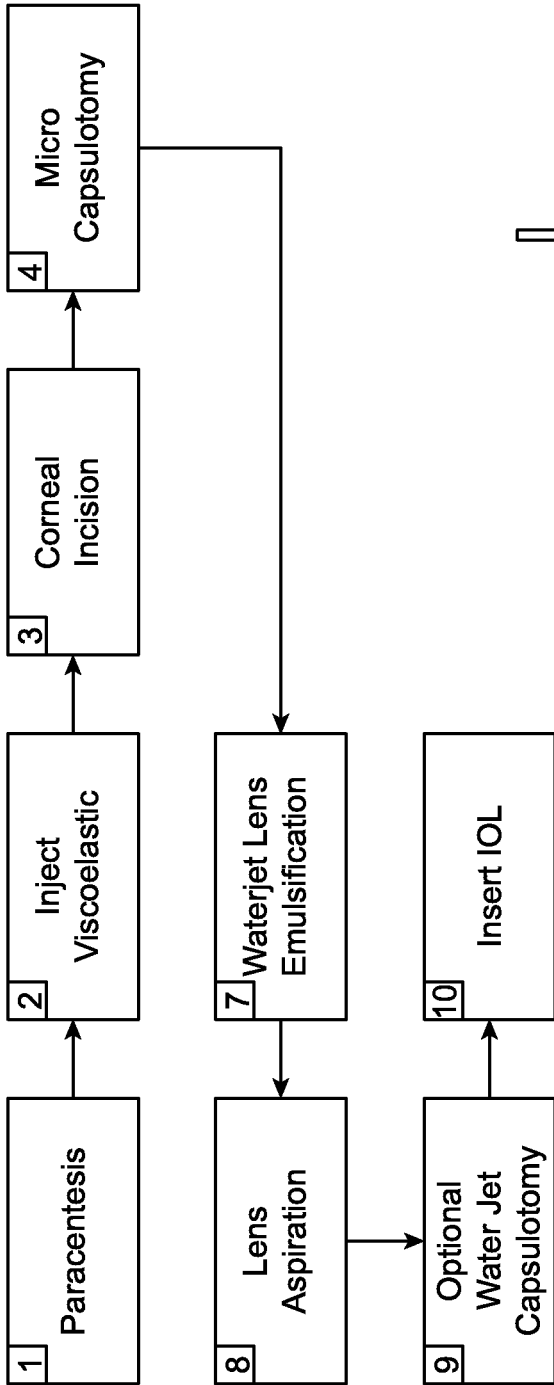 1
Paracentesis
2
Inject
Viscoelastic
3
Corneal
Incision
4
Micro
Capsulotomy
7
Waterjet Lens
Emulsification
8
Lens
Aspiration
9
Optional
Water Jet
Capsulotomy
10
Insert IOL